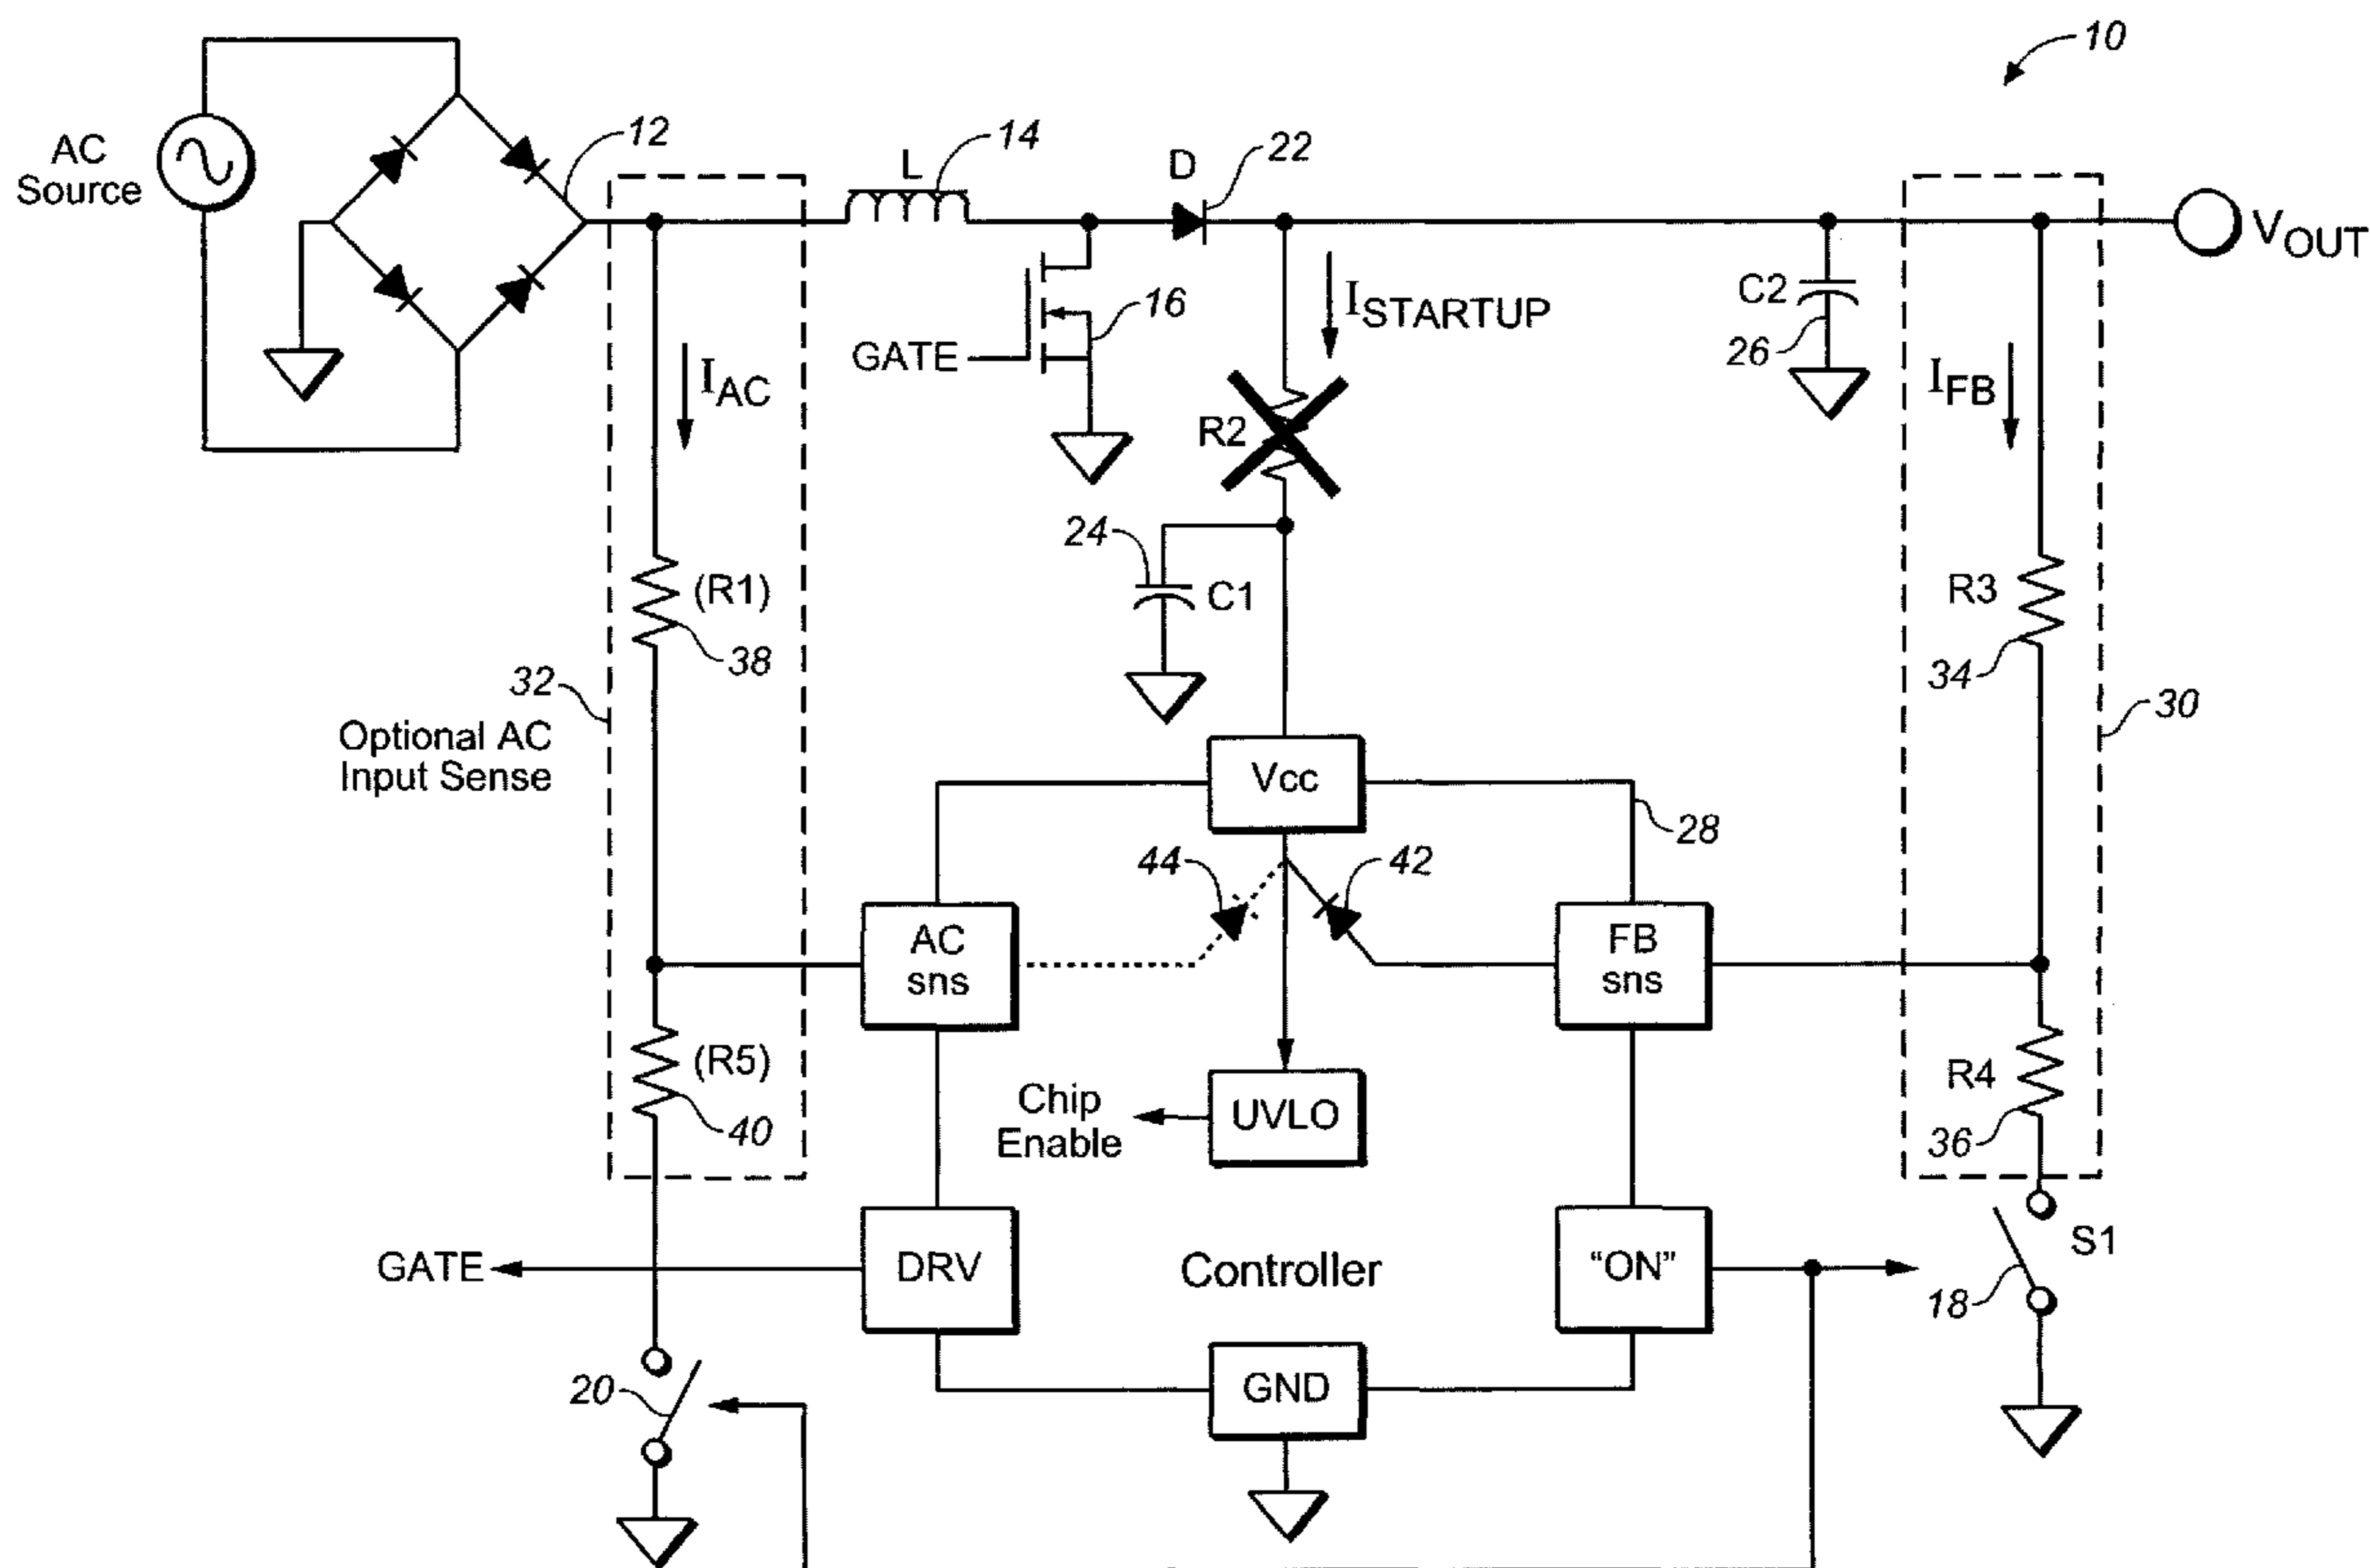 10
12
14
22
AC
Source
L
D
VOUT
C2
ISTARTUP
16
26
GATE
IAC
IFB
R2
24
C1
(R1)
38
R3
34
32
30
Optional AC
Input Sense
Vcc
28
44
42
AC
sns
FB
sns
(R5)
40
Chip
Enable
UVLO
R4
36
S1
GATE
DRV
Controller
“ON”
18
20
GND